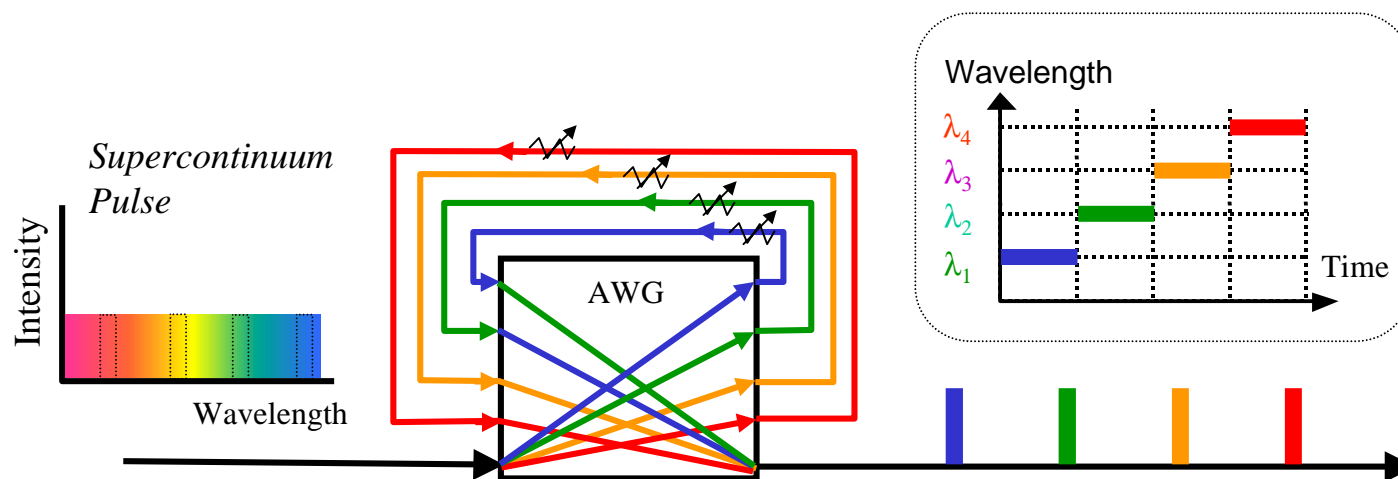 Supercontinuum
Pulse
Intensity
Wavelength
AWG
Wavelength
λ4
λ3
λ2
λ1
Time